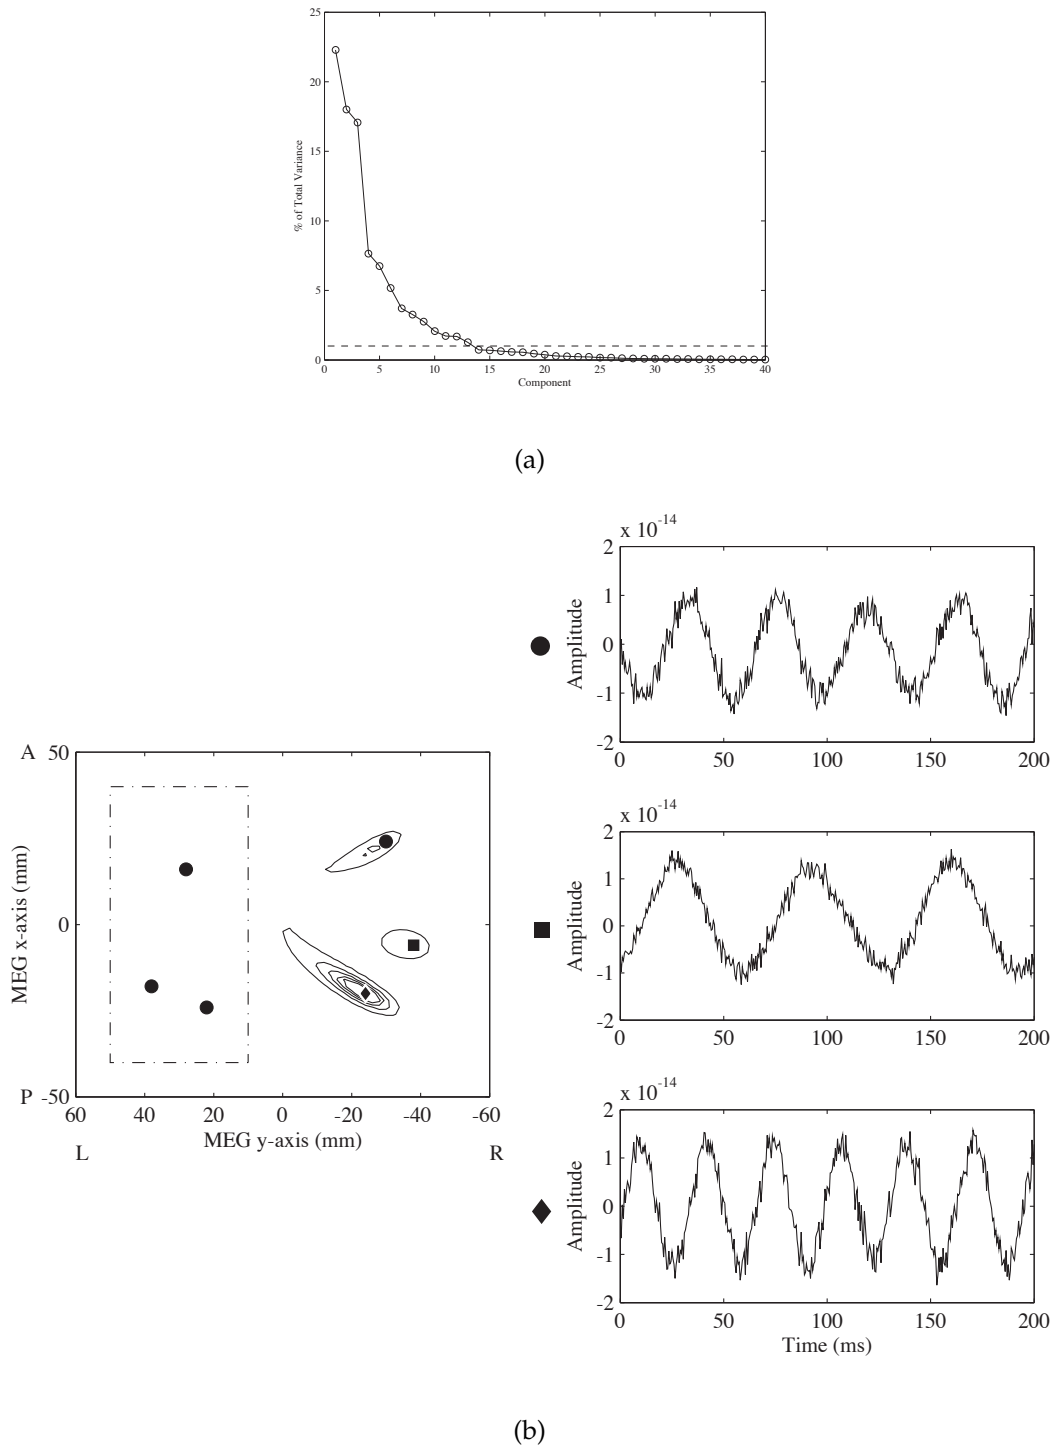 25
20
15
10
5
0
% of Total Variance
0 5 10 15 20 25 30 35 40
Component
(a)
x 10^-14
2
1
0
-1
-2
Amplitude
0 50 100 150 200
x 10^-14
2
1
0
-1
-2
Amplitude
0 50 100 150 200
A 50
0
P -50
MEG x-axis (mm)
60 40 20 0 -20 -40 -60
MEG y-axis (mm)
L R
x 10^-14
2
1
0
-1
-2
Amplitude
0 50 100 150 200
Time (ms)
(b)